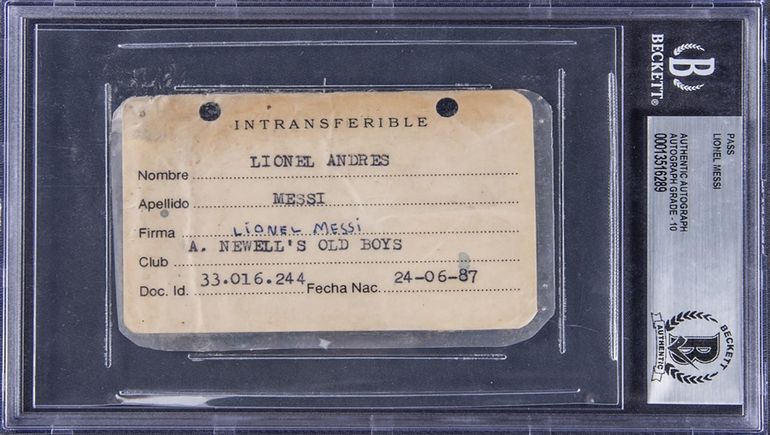 INTRANSFERIBLE
Nombre LIONEL ANDRES
Apellido MESSI
Firma LIONEL MESSI
Club A. NEWELL'S OLD BOYS
Doc. Id. 33.016.244 Fecha Nac. 24-06-87
B
BECKETT®
PASS
LIONEL MESSI
AUTHENTIC AUTOGRAPH
AUTOGRAPH GRADE - 10
00013516289
BECKETT
B
AUTHENTIC